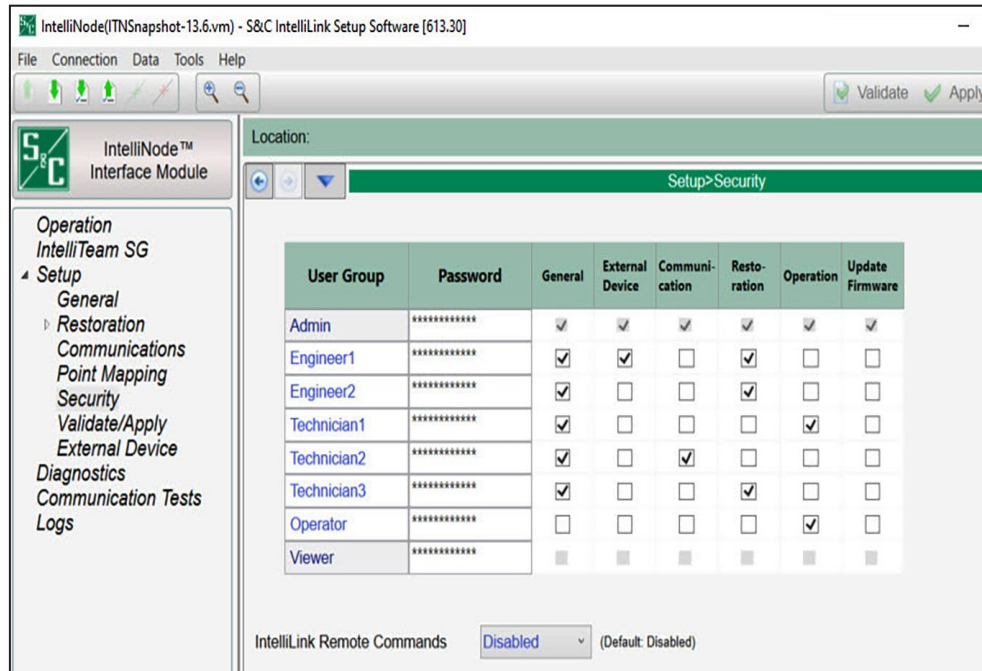 IntelliNode(ITNSnapshot-13.6.vm) - S&C IntelliLink Setup Software [613.30]
File Connection Data Tools Help
Validate Apply
S&C
IntelliNode™
Interface Module
Location:
Setup>Security
Operation
IntelliTeam SG
Setup
General
Restoration
Communications
Point Mapping
Security
Validate/Apply
External Device
Diagnostics
Communication Tests
Logs
User Group Password General External Device Communi-cation Resto-ration Operation Update Firmware
Admin ************
Engineer1 ************
Engineer2 ************
Technician1 ************
Technician2 ************
Technician3 ************
Operator ************
Viewer ************
IntelliLink Remote Commands Disabled (Default: Disabled)